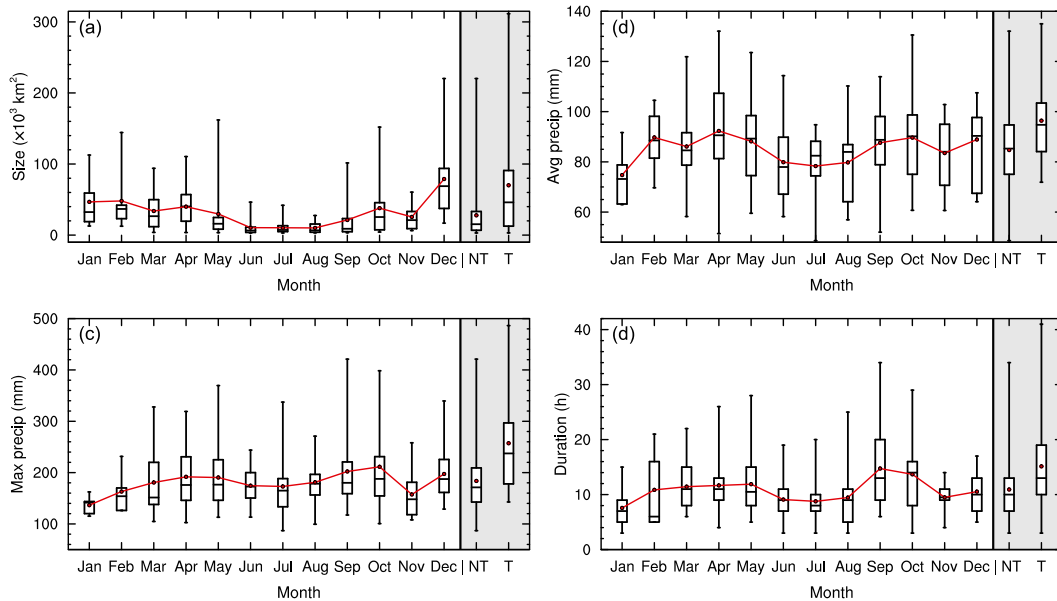 (a)
300
200
100
0
Size (×10³ km²)
Jan Feb Mar Apr May Jun Jul Aug Sep Oct Nov Dec | NT T
Month
(d)
140
120
100
80
60
Avg precip (mm)
Jan Feb Mar Apr May Jun Jul Aug Sep Oct Nov Dec | NT T
Month
(c)
500
400
300
200
100
0
Max precip (mm)
Jan Feb Mar Apr May Jun Jul Aug Sep Oct Nov Dec | NT T
Month
(d)
40
30
20
10
0
Duration (h)
Jan Feb Mar Apr May Jun Jul Aug Sep Oct Nov Dec | NT T
Month